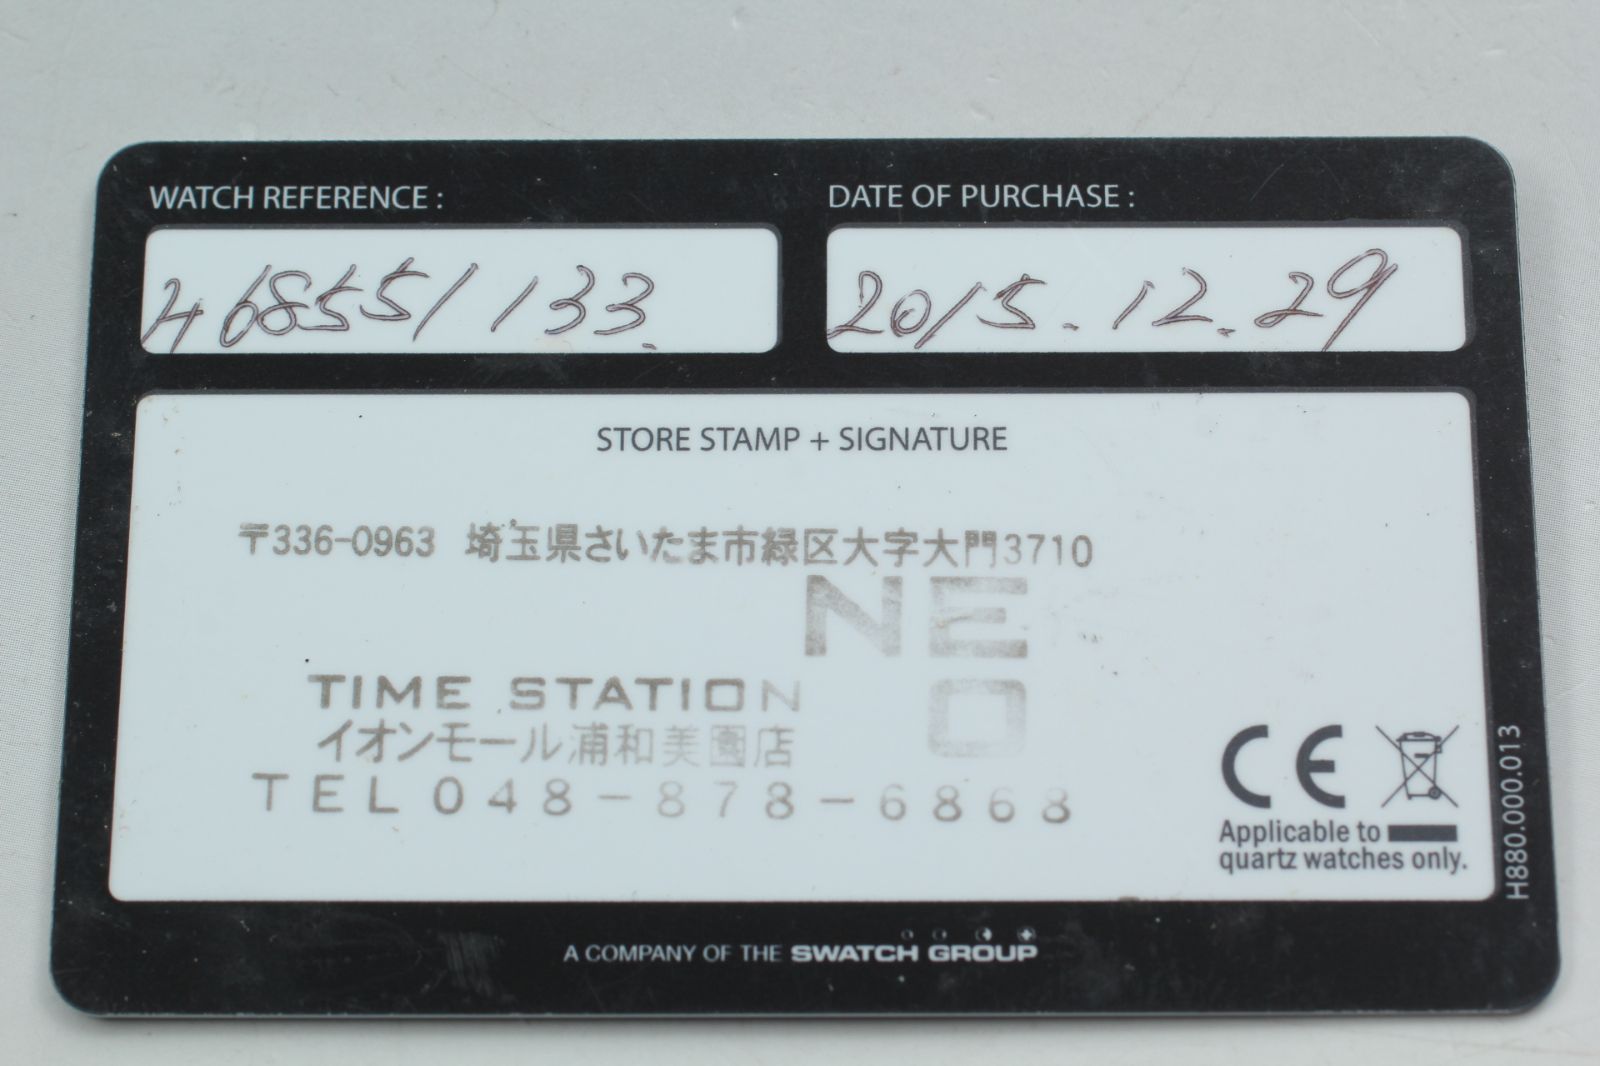 WATCH REFERENCE :
H68551133.
DATE OF PURCHASE :
2015.12.29
STORE STAMP + SIGNATURE
〒336-0963 埼玉県さいたま市緑区大字大門3710
NEO
TIME STATION
イオンモール浦和美園店
TEL 048-878-6868
CE
Applicable to
quartz watches only.
H880.000.013
A COMPANY OF THE SWATCH GROUP